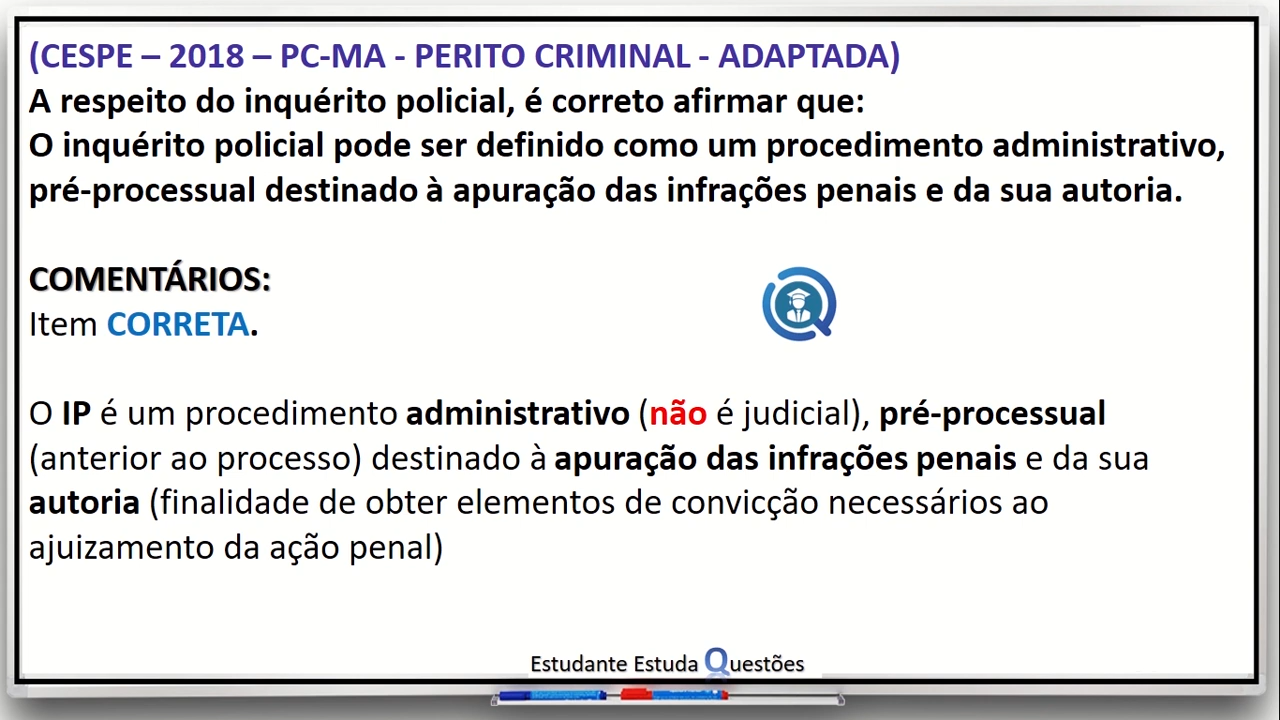 (CESPE – 2018 – PC-MA - PERITO CRIMINAL - ADAPTADA)
A respeito do inquérito policial, é correto afirmar que:
O inquérito policial pode ser definido como um procedimento administrativo,
pré-processual destinado à apuração das infrações penais e da sua autoria.
COMENTÁRIOS:
Item CORRETA.
O IP é um procedimento administrativo (não é judicial), pré-processual
(anterior ao processo) destinado à apuração das infrações penais e da sua
autoria (finalidade de obter elementos de convicção necessários ao
ajuizamento da ação penal)
Estudante Estuda Questões